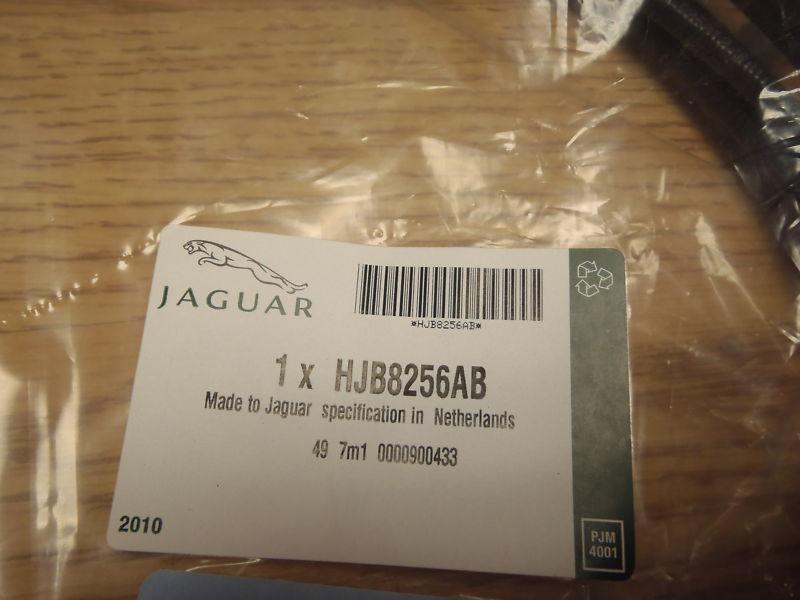 JAGUAR
*HJB8256AB*
1 x HJB8256AB
Made to Jaguar specification in Netherlands
49 7m1 0000900433
2010
PJM
4001